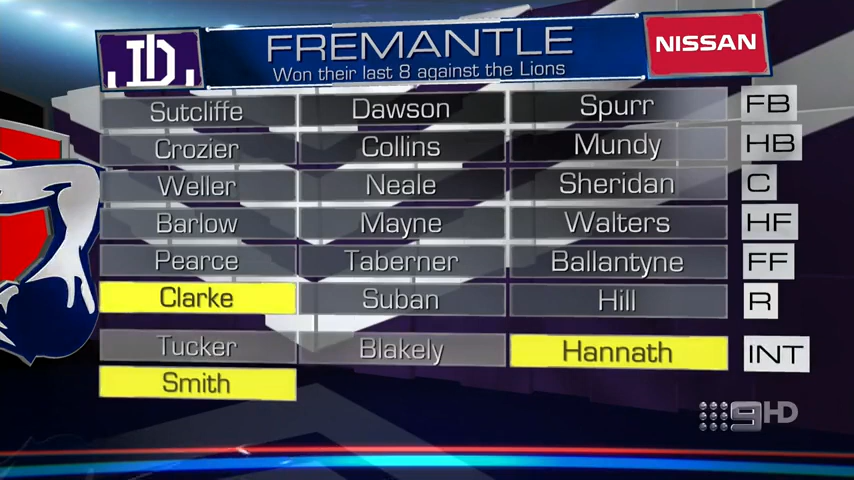 FREMANTLE
NISSAN
Won their last 8 against the Lions
Sutcliffe Dawson Spurr FB
Crozier Collins Mundy HB
Weller Neale Sheridan C
Barlow Mayne Walters HF
Pearce Taberner Ballantyne FF
Clarke Suban Hill R
Tucker Blakely Hannath INT
Smith
9HD